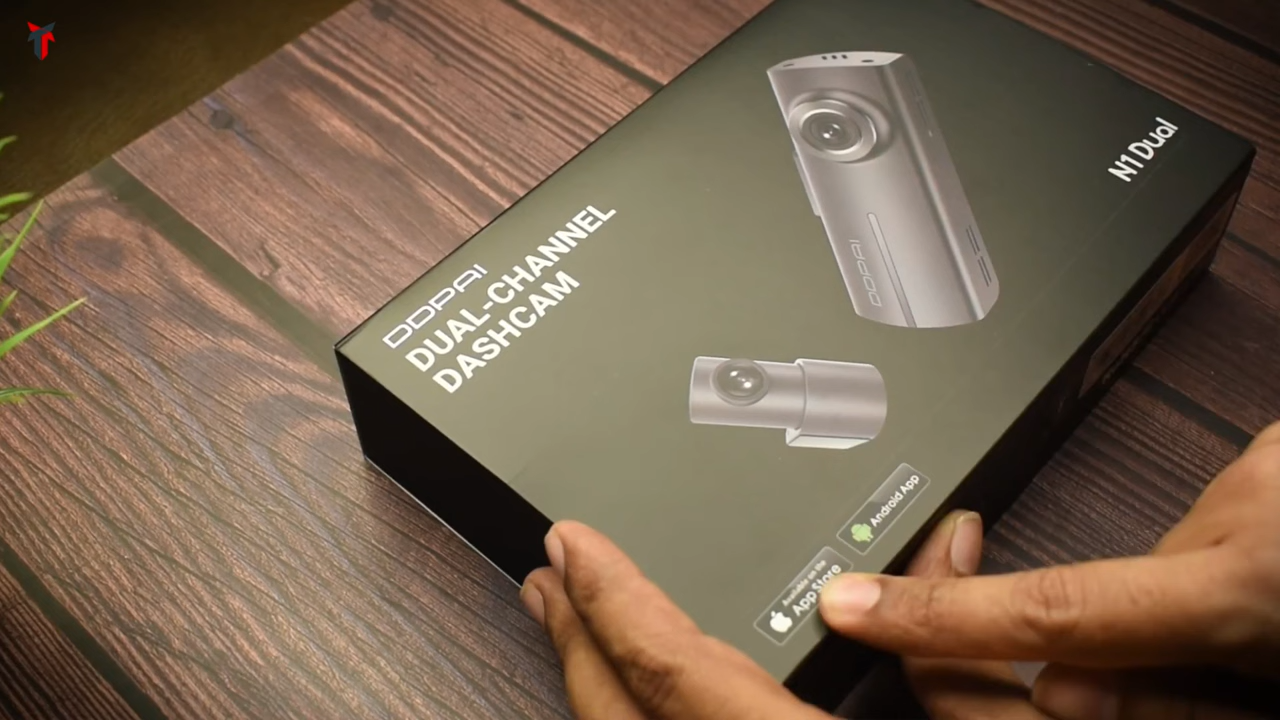 DDPAI
DUAL-CHANNEL
DASHCAM
N1 Dual
DDPAI
Android App
Available on the
App Store